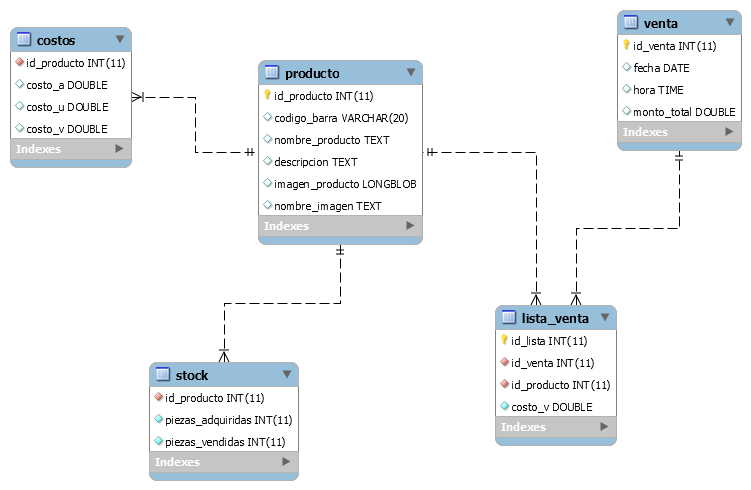 costos
id_producto INT(11)
costo_a DOUBLE
costo_u DOUBLE
costo_v DOUBLE
Indexes
producto
id_producto INT(11)
codigo_barra VARCHAR(20)
nombre_producto TEXT
descripcion TEXT
imagen_producto LONGBLOB
nombre_imagen TEXT
Indexes
venta
id_venta INT(11)
fecha DATE
hora TIME
monto_total DOUBLE
Indexes
stock
id_producto INT(11)
piezas_adquiridas INT(11)
piezas_vendidas INT(11)
Indexes
lista_venta
id_lista INT(11)
id_venta INT(11)
id_producto INT(11)
costo_v DOUBLE
Indexes